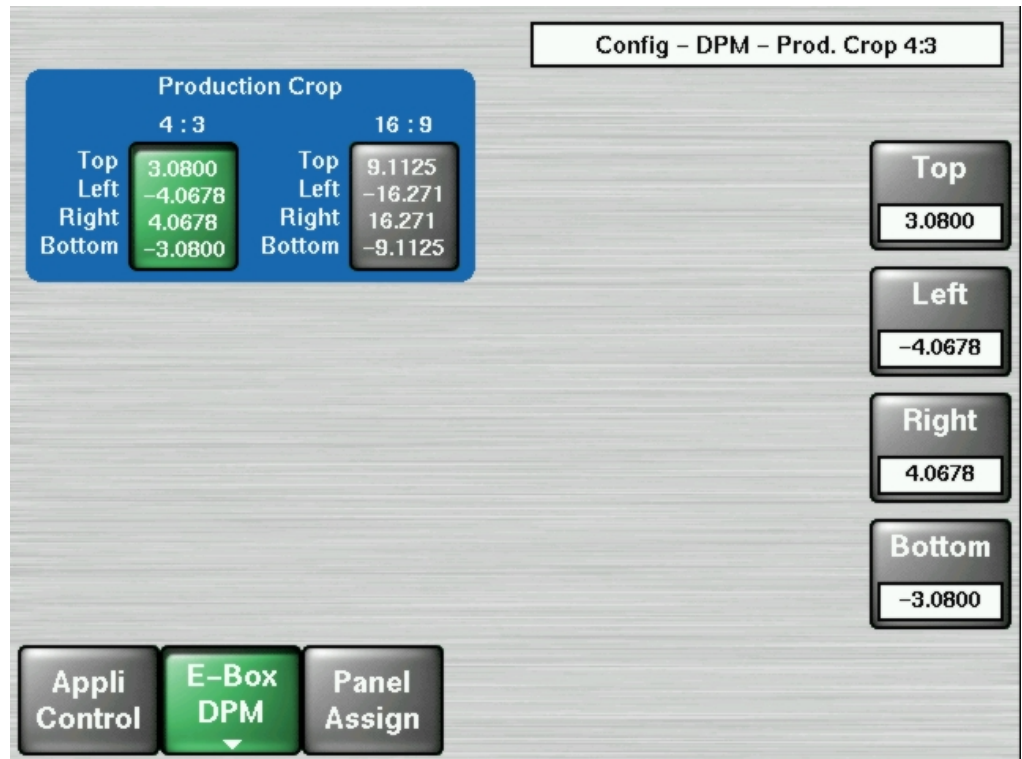 Config – DPM – Prod. Crop 4:3
Production Crop
4 : 3 16 : 9
Top 3.0800 Top 9.1125
Left –4.0678 Left –16.271
Right 4.0678 Right 16.271
Bottom –3.0800 Bottom –9.1125
Top
3.0800
Left
–4.0678
Right
4.0678
Bottom
–3.0800
Appli
Control
E–Box
DPM
Panel
Assign